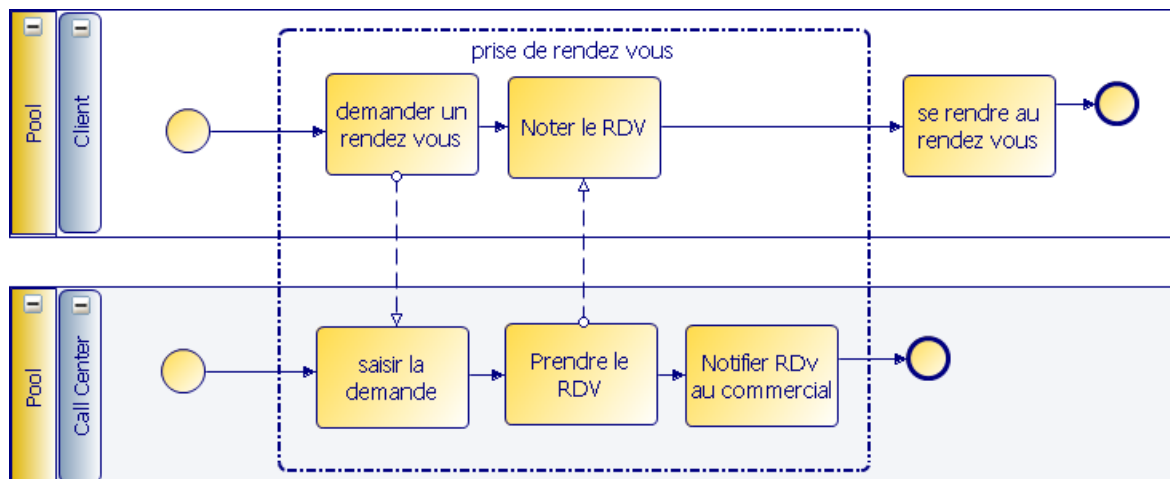 Pool
Client
prise de rendez vous
demander un
rendez vous
Noter le RDV
se rendre au
rendez vous
Pool
Call Center
saisir la
demande
Prendre le
RDV
Notifier RDv
au commercial